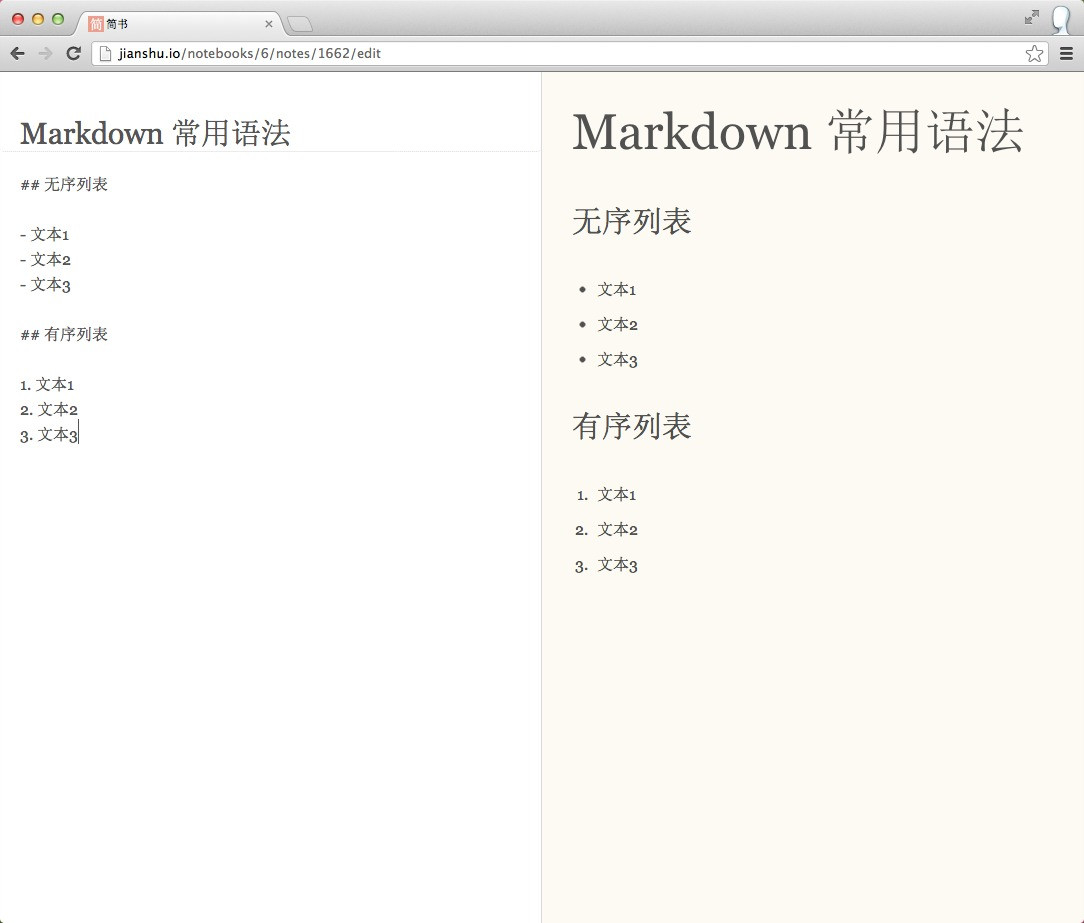 简 简书
jianshu.io/notebooks/6/notes/1662/edit
Markdown 常用语法
## 无序列表
- 文本1
- 文本2
- 文本3
## 有序列表
1. 文本1
2. 文本2
3. 文本3
Markdown 常用语法
无序列表
• 文本1
• 文本2
• 文本3
有序列表
1. 文本1
2. 文本2
3. 文本3